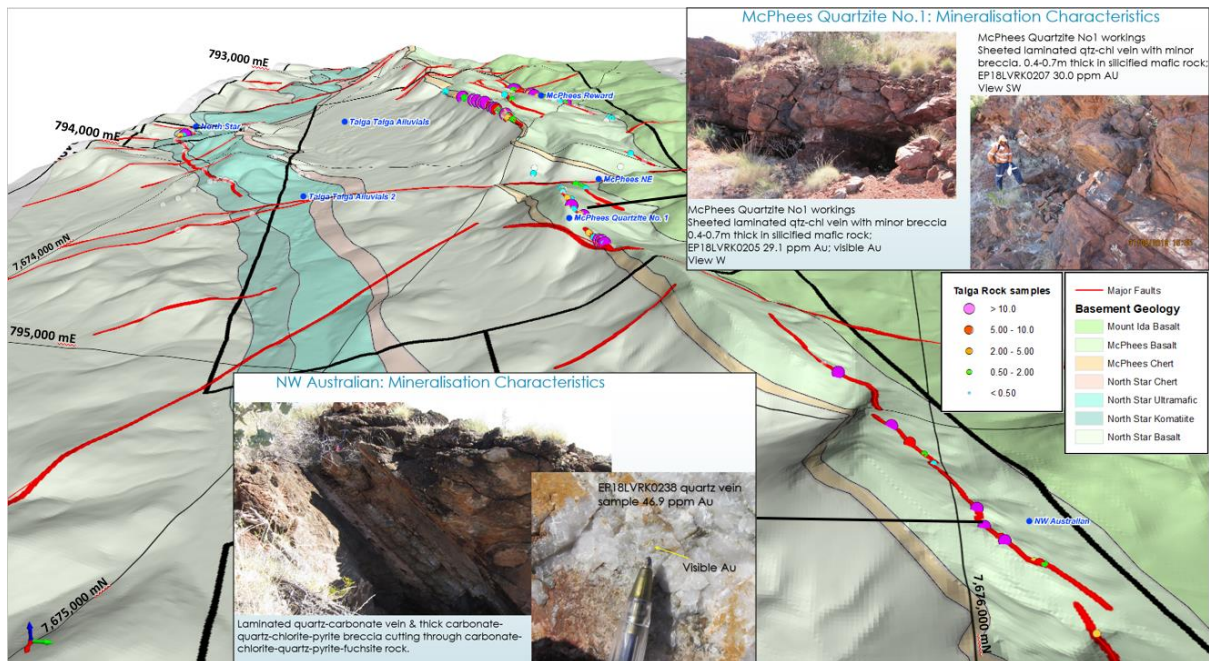 McPhees Quartzite No.1: Mineralisation Characteristics
McPhees Quartzite No1 workings
Sheeted laminated qtz-chl vein with minor
breccia. 0.4-0.7m thick in silicified mafic rock;
EP18LVRK0207 30.0 ppm AU
View SW
McPhees Quartzite No1 workings
Sheeted laminated qtz-chl vein with minor breccia
0.4-0.7m thick in silicified mafic rock;
EP18LVRK0205 29.1 ppm Au; visible Au
View W
793,000 mE
794,000 mE
North Star
Talga Talga Alluvials
McPhees Reward
McPhees NE
Talga Talga Alluvials 2
McPhees Quartzite No. 1
7,674,000 mN
795,000 mE
Talga Rock samples
> 10.0
5.00 - 10.0
2.00 - 5.00
0.50 - 2.00
< 0.50
Major Faults
Basement Geology
Mount Ida Basalt
McPhees Basalt
McPhees Chert
North Star Chert
North Star Ultramafic
North Star Komatiite
North Star Basalt
NW Australian: Mineralisation Characteristics
EP18LVRK0238 quartz vein
sample 46.9 ppm Au
Visible Au
Laminated quartz-carbonate vein & thick carbonate-
quartz-chlorite-pyrite breccia cutting through carbonate-
chlorite-quartz-pyrite-fuchsite rock.
NW Australian
7,675,000 mN
7,676,000 mN